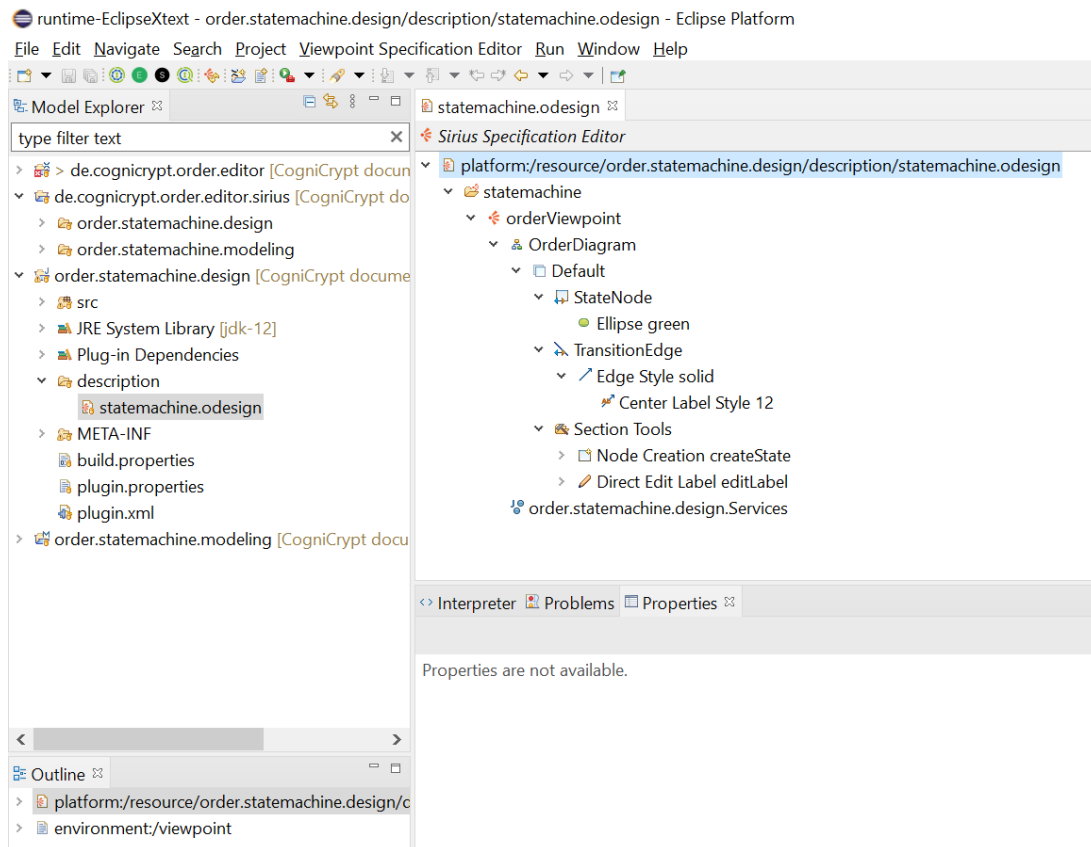 runtime-EclipseXtext - order.statemachine.design/description/statemachine.odesign - Eclipse Platform
File Edit Navigate Search Project Viewpoint Specification Editor Run Window Help
Model Explorer
type filter text
> de.cognicrypt.order.editor [CogniCrypt docun
de.cognicrypt.order.editor.sirius [CogniCrypt do
order.statemachine.design
order.statemachine.modeling
order.statemachine.design [CogniCrypt docume
src
JRE System Library [jdk-12]
Plug-in Dependencies
description
statemachine.odesign
META-INF
build.properties
plugin.properties
plugin.xml
order.statemachine.modeling [CogniCrypt docu
Outline
platform:/resource/order.statemachine.design/c
environment:/viewpoint
statemachine.odesign
Sirius Specification Editor
platform:/resource/order.statemachine.design/description/statemachine.odesign
statemachine
orderViewpoint
OrderDiagram
Default
StateNode
Ellipse green
TransitionEdge
Edge Style solid
Center Label Style 12
Section Tools
Node Creation createState
Direct Edit Label editLabel
order.statemachine.design.Services
Interpreter Problems Properties
Properties are not available.